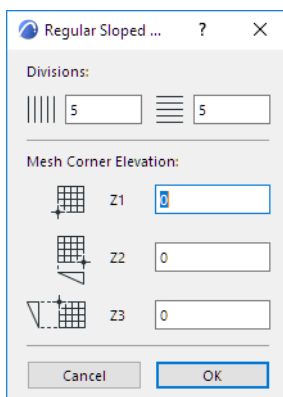 Regular Sloped ... ? ×
Divisions:
5 5
Mesh Corner Elevation:
Z1 0
Z2 0
Z3 0
Cancel OK